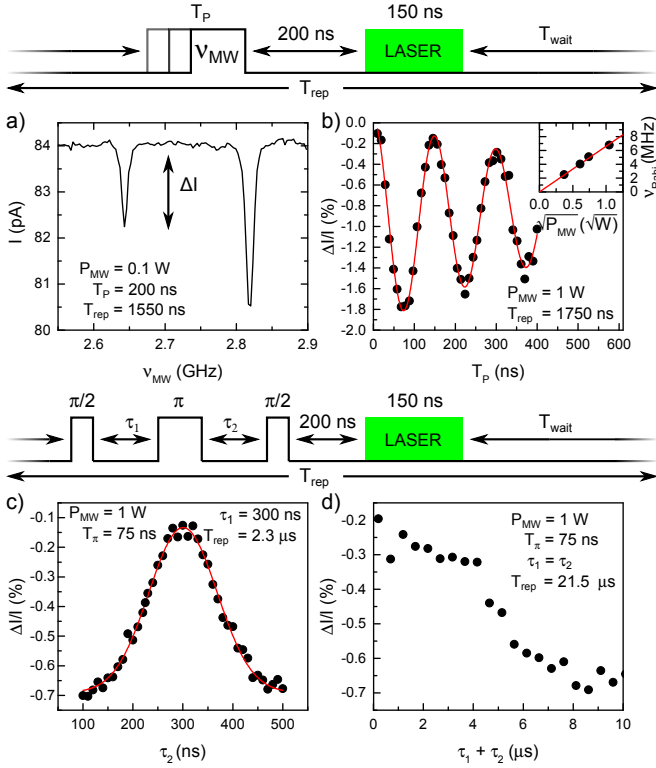 T_P
150 ns
ν_MW
200 ns
LASER
T_wait
T_rep
a)
84
83
82
81
80
I (pA)
ΔI
P_MW = 0.1 W
T_P = 200 ns
T_rep = 1550 ns
2.6 2.7 2.8 2.9
ν_MW (GHz)
b)
-0.1
-0.2
-0.4
-0.6
-0.8
-1.0
-1.2
-1.4
-1.6
-1.8
-2.0
ΔI/I (%)
8
6
4
2
0
ν_Rabi (MHz)
0.0 0.5 1.0
√P_MW (√W)
P_MW = 1 W
T_rep = 1750 ns
0 100 200 300 400 500 600
T_P (ns)
π/2 π π/2
150 ns
τ_1 τ_2 200 ns
LASER
T_wait
T_rep
c)
-0.1
-0.2
-0.3
-0.4
-0.5
-0.6
-0.7
ΔI/I (%)
P_MW = 1 W
T_π = 75 ns
τ_1 = 300 ns
T_rep = 2.3 μs
0 100 200 300 400 500 600
τ_2 (ns)
d)
-0.2
-0.3
-0.4
-0.5
-0.6
-0.7
ΔI/I (%)
P_MW = 1 W
T_π = 75 ns
τ_1 = τ_2
T_rep = 21.5 μs
0 2 4 6 8 10
τ_1 + τ_2 (μs)